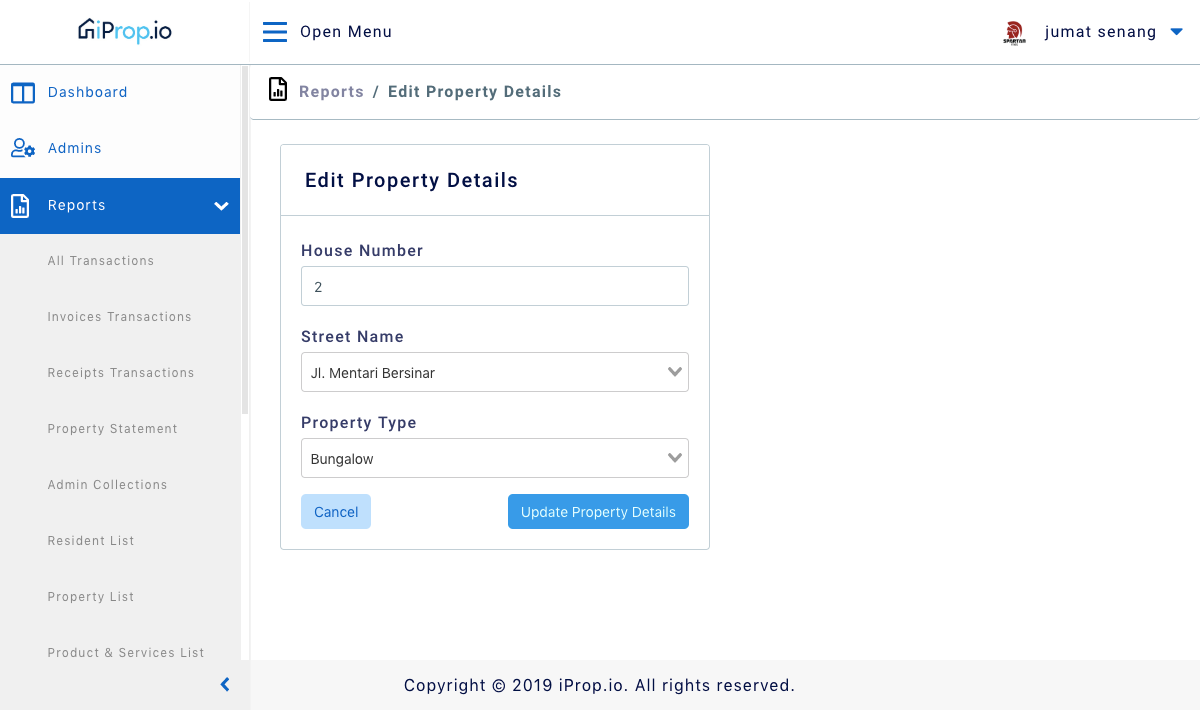 iProp.io
Open Menu
SPARTAN
jumat senang
Dashboard
Admins
Reports
All Transactions
Invoices Transactions
Receipts Transactions
Property Statement
Admin Collections
Resident List
Property List
Product & Services List
Reports / Edit Property Details
Edit Property Details
House Number
2
Street Name
Jl. Mentari Bersinar
Property Type
Bungalow
Cancel
Update Property Details
Copyright © 2019 iProp.io. All rights reserved.